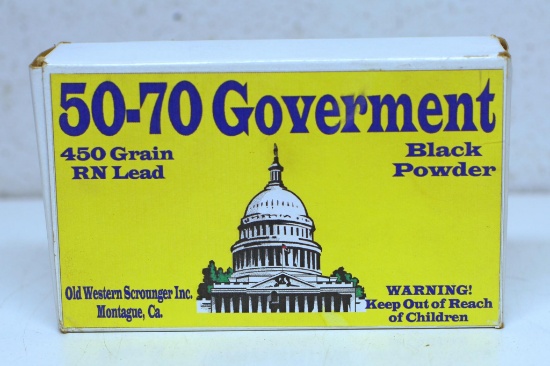 50-70 Goverment
450 Grain
RN Lead
Black
Powder
Old Western Scrounger Inc.
Montague, Ca.
WARNING!
Keep Out of Reach
of Children